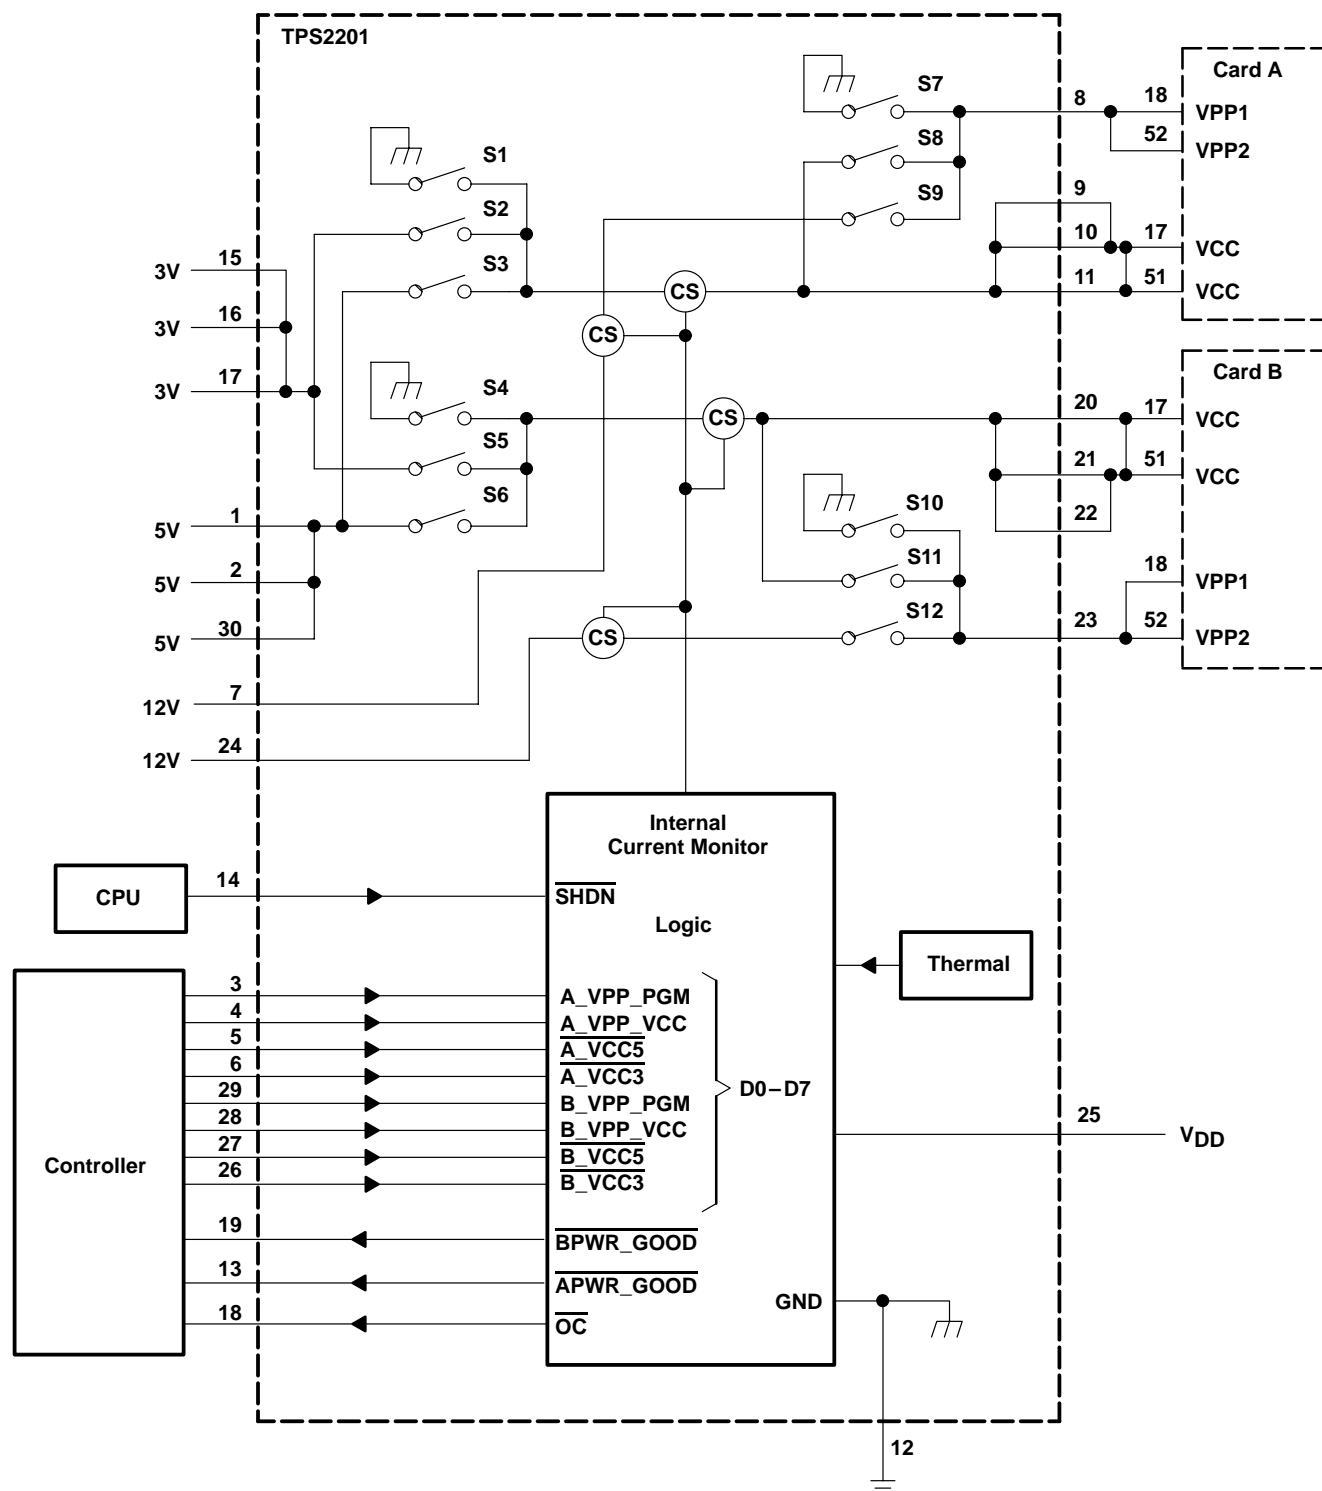 TPS2201
S7
S8
S9
S1
S2
S3
S4
S5
S6
S10
S11
S12
CS
CS
CS
CS
3V 15
3V 16
3V 17
5V 1
5V 2
5V 30
12V 7
12V 24
Card A
8 18 VPP1
52 VPP2
9
10 17 VCC
11 51 VCC
Card B
20 17 VCC
21 51 VCC
22
18 VPP1
23 52 VPP2
Internal
Current Monitor
CPU 14 SHDN
Logic
Thermal
Controller
3 A_VPP_PGM
4 A_VPP_VCC
5 A_VCC5
6 A_VCC3
29 B_VPP_PGM
28 B_VPP_VCC
27 B_VCC5
26 B_VCC3
D0–D7
25 VDD
19 BPWR_GOOD
13 APWR_GOOD
18 OC
GND
12